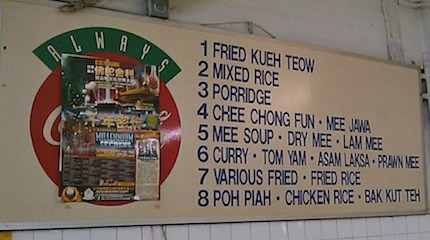 ALWAYS
MILLENNIUM
1 FRIED KUEH TEOW
2 MIXED RICE
3 PORRIDGE
4 CHEE CHONG FUN · MEE JAWA
5 MEE SOUP · DRY MEE · LAM MEE
6 CURRY · TOM YAM · ASAM LAKSA · PRAWN MEE
7 VARIOUS FRIED · FRIED RICE
8 POH PIAH · CHICKEN RICE · BAK KUT TEH